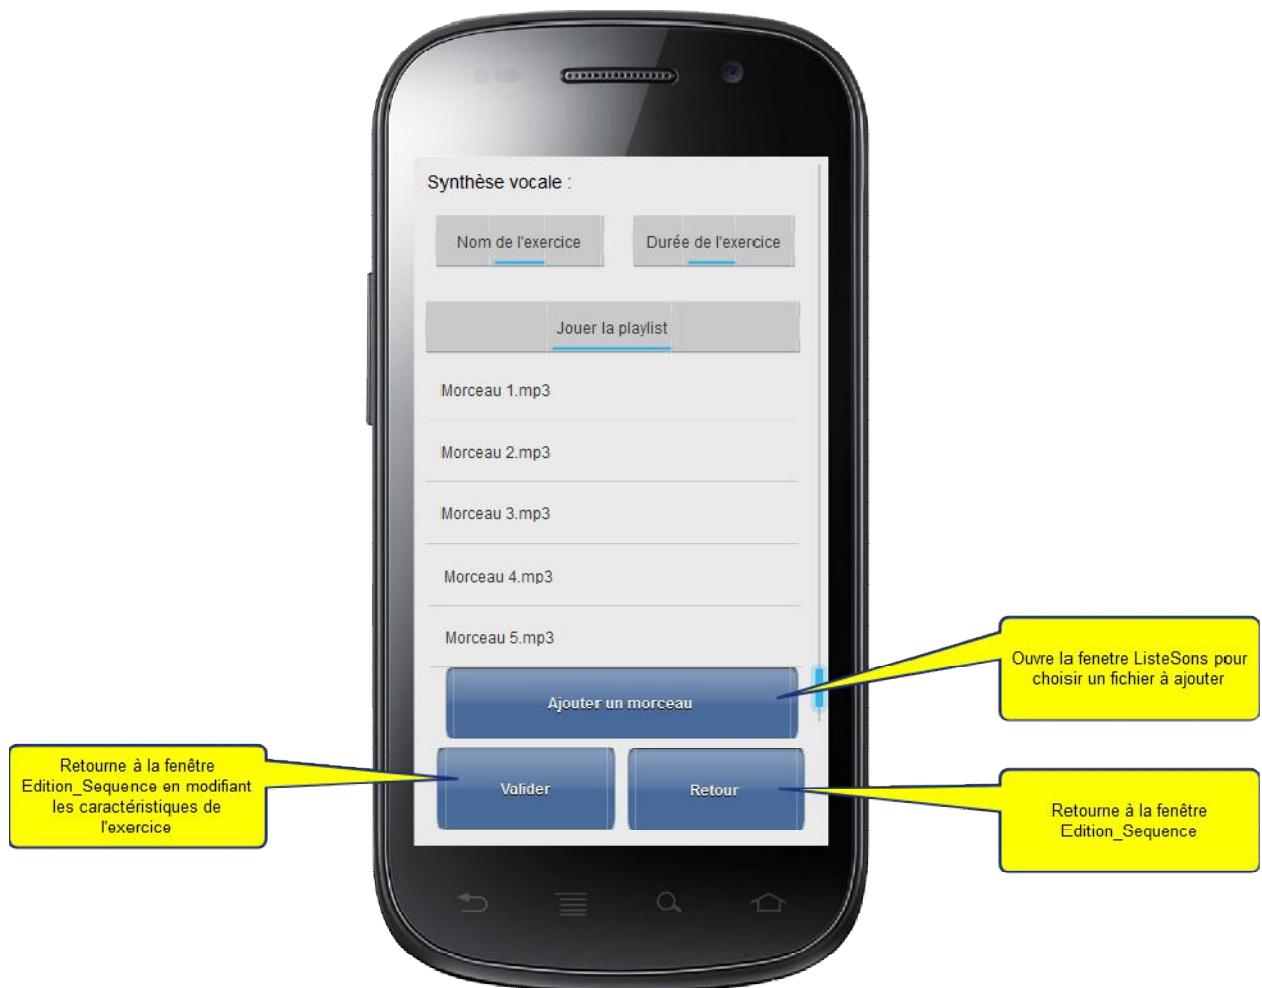 Synthèse vocale :
Nom de l'exercice
Durée de l'exercice
Jouer la playlist
Morceau 1.mp3
Morceau 2.mp3
Morceau 3.mp3
Morceau 4.mp3
Morceau 5.mp3
Ajouter un morceau
Valider
Retour
Ouvre la fenetre ListeSons pour
choisir un fichier à ajouter
Retourne à la fenêtre
Edition_Sequence en modifiant
les caractéristiques de
l'exercice
Retourne à la fenêtre
Edition_Sequence